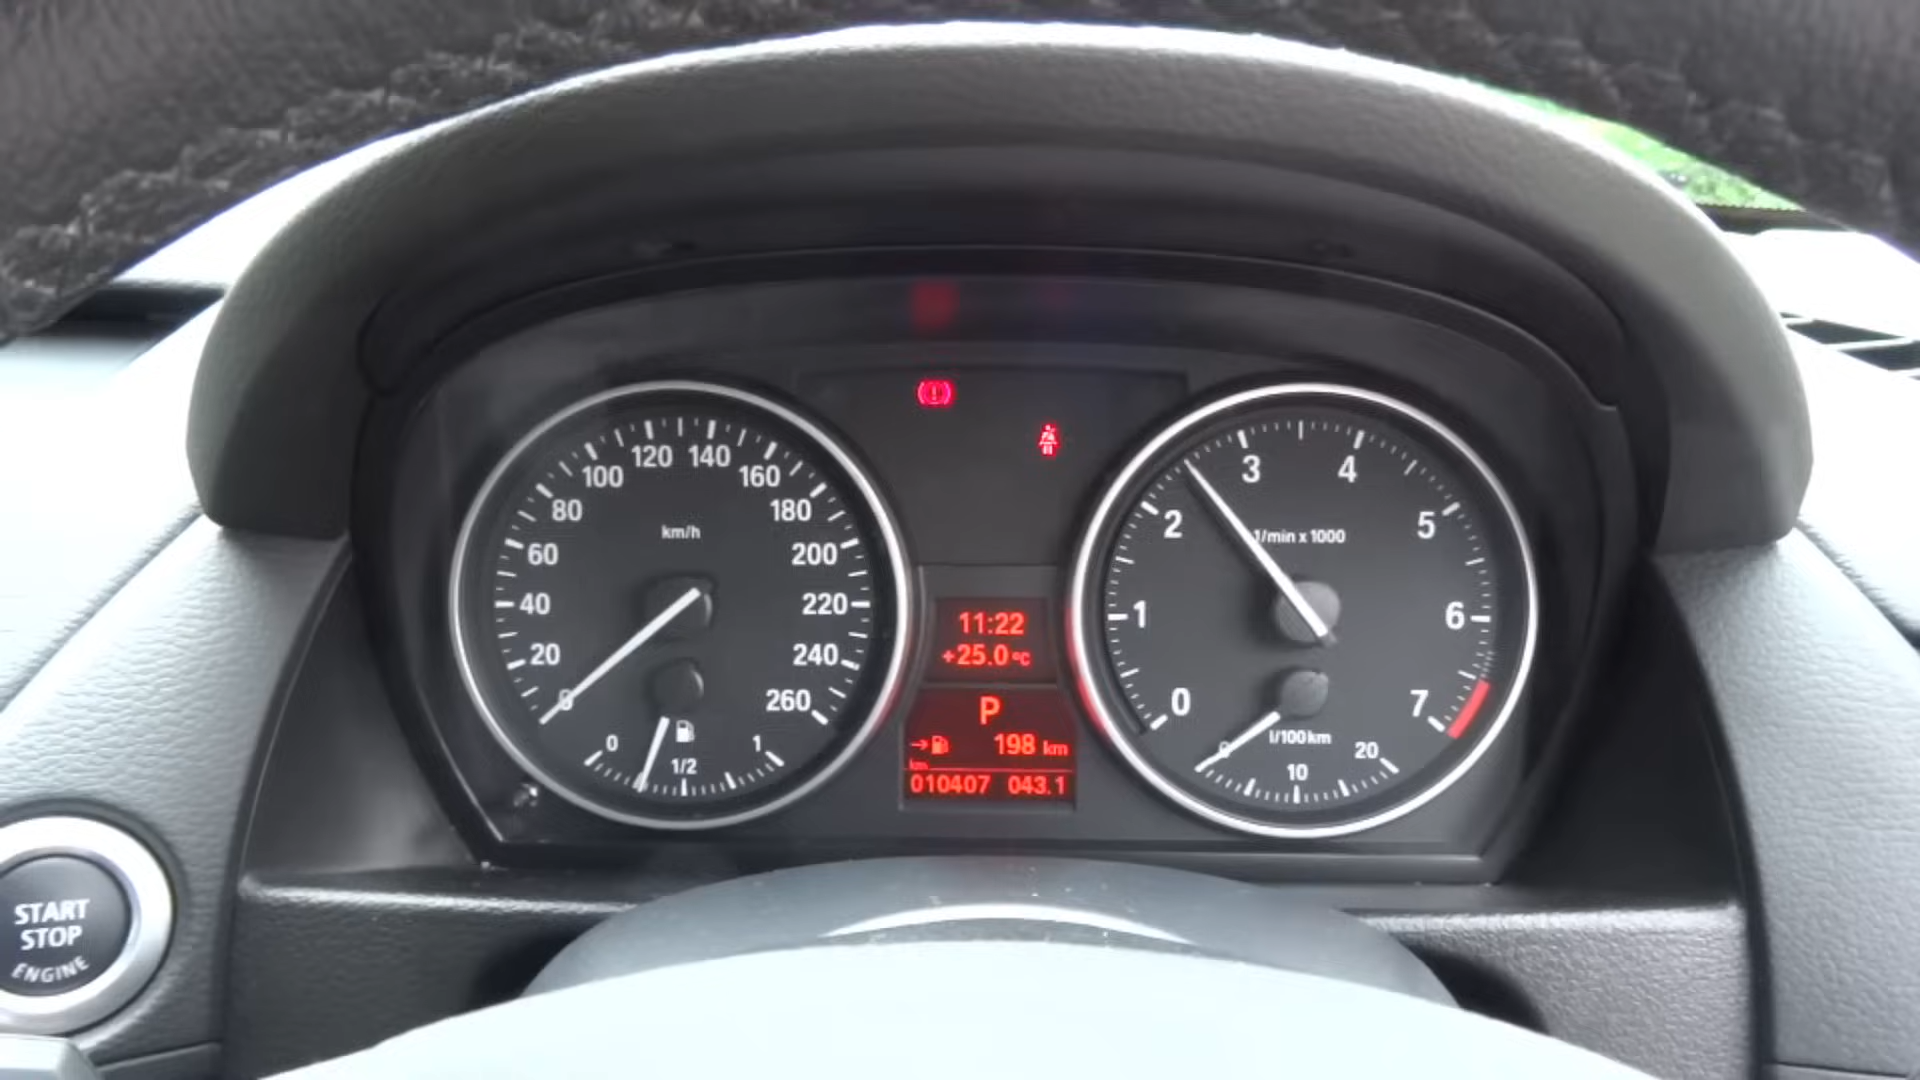 120 140
100 160
80 180
km/h
60 200
40 220
20 240
0 260
0 1
1/2
11:22
+25.0°C
P
198 km
km
010407 043.1
3 4
2 5
1/min x 1000
1 6
0 7
l/100km
0 20
10
START
STOP
ENGINE